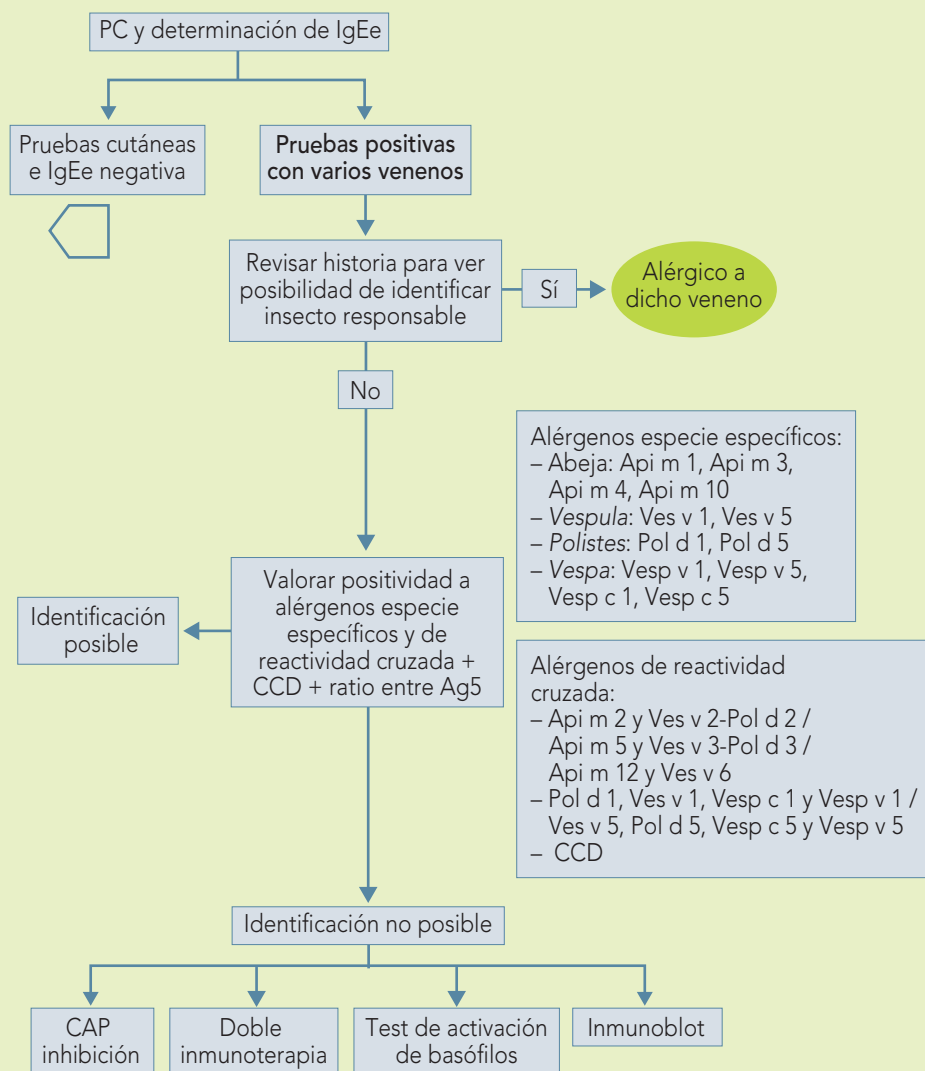 PC y determinación de IgEe
Pruebas cutáneas
e IgEe negativa
Pruebas positivas
con varios venenos
Revisar historia para ver
posibilidad de identificar
insecto responsable
Sí
Alérgico a
dicho veneno
No
Alérgenos especie específicos:
– Abeja: Api m 1, Api m 3,
Api m 4, Api m 10
– Vespula: Ves v 1, Ves v 5
– Polistes: Pol d 1, Pol d 5
– Vespa: Vesp v 1, Vesp v 5,
Vesp c 1, Vesp c 5
Valorar positividad a
alérgenos especie
específicos y de
reactividad cruzada +
CCD + ratio entre Ag5
Identificación
posible
Alérgenos de reactividad
cruzada:
– Api m 2 y Ves v 2-Pol d 2 /
Api m 5 y Ves v 3-Pol d 3 /
Api m 12 y Ves v 6
– Pol d 1, Ves v 1, Vesp c 1 y Vesp v 1 /
Ves v 5, Pol d 5, Vesp c 5 y Vesp v 5
– CCD
Identificación no posible
CAP
inhibición
Doble
inmunoterapia
Test de activación
de basófilos
Inmunoblot